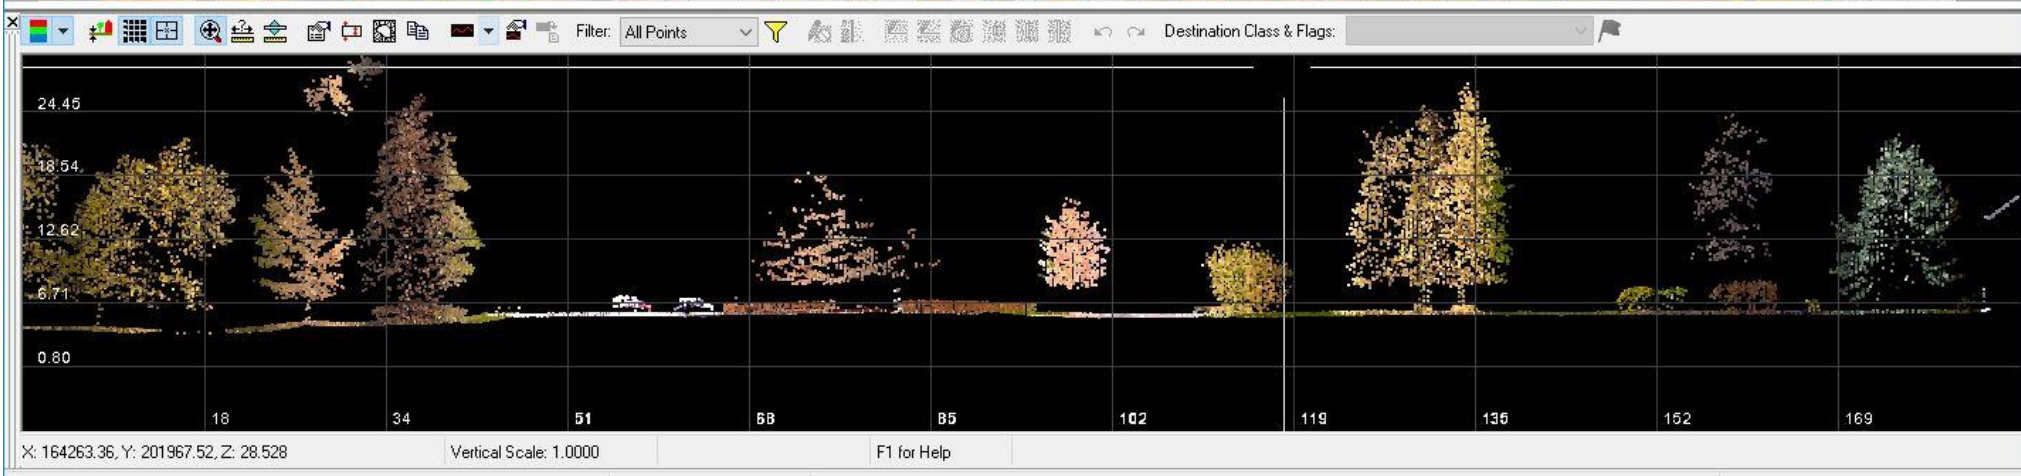 Filter: All Points Destination Class & Flags:
24.45
18.54
12.62
6.71
0.80
18 34 51 68 85 102 119 135 152 169
X: 164263.36, Y: 201967.52, Z: 28.528 Vertical Scale: 1.0000 F1 for Help